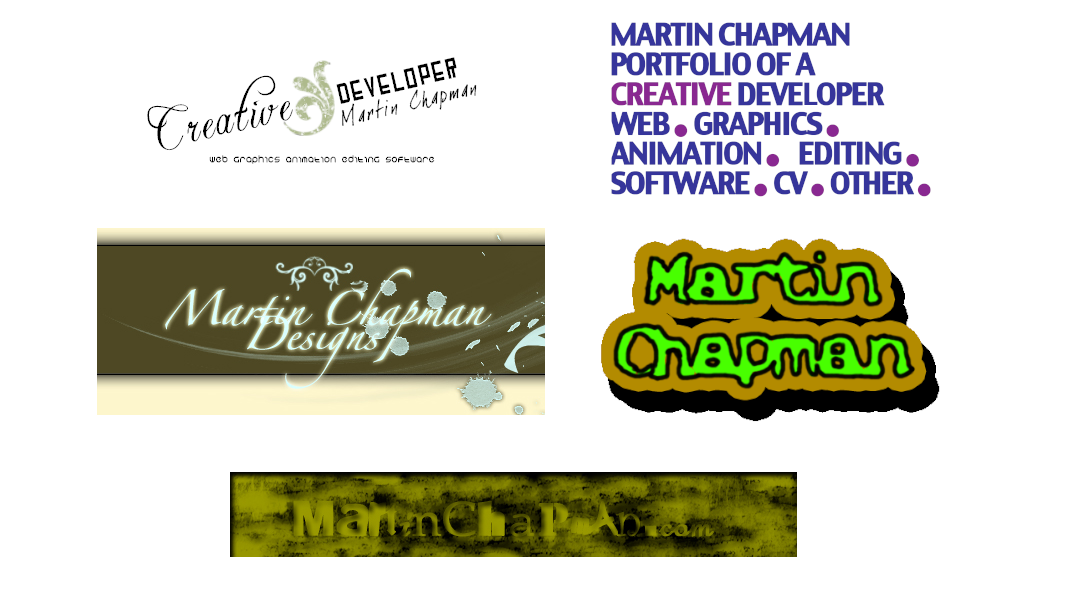 Creative DEVELOPER
Martin Chapman
web graphics animation editing software
MARTIN CHAPMAN
PORTFOLIO OF A
CREATIVE DEVELOPER
WEB. GRAPHICS.
ANIMATION. EDITING.
SOFTWARE. CV. OTHER.
Martin Chapman
Designs
Martin
Chapman
MartinChaPmAn.com